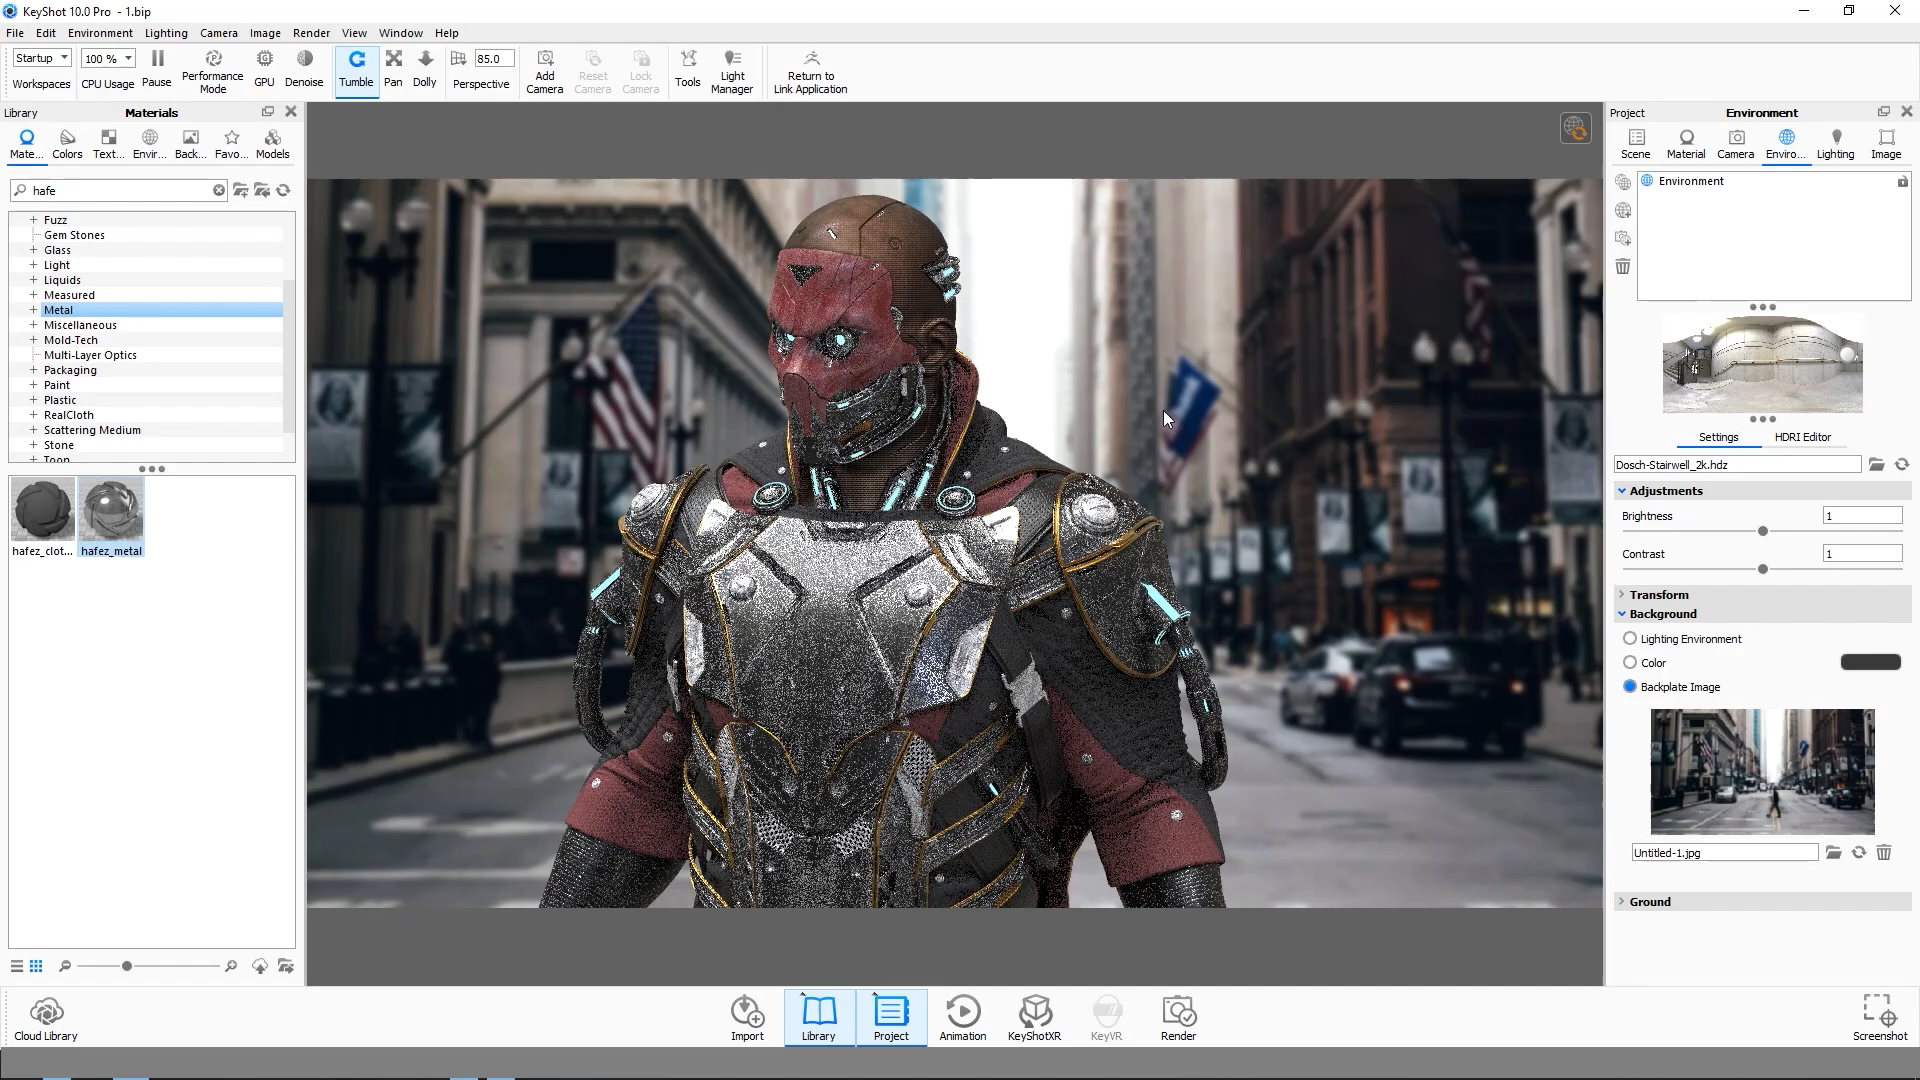 KeyShot 10.0 Pro  - 1.bip
File Edit Environment Lighting Camera Image Render View Window Help
Startup 100 % 85.0
Workspaces CPU Usage Pause Performance Mode GPU Denoise Tumble Pan Dolly Perspective Add Camera Reset Camera Lock Camera Tools Light Manager Return to Link Application
Library Materials
Mate... Colors Text... Envir... Back... Favo... Models
hafe
Fuzz
Gem Stones
Glass
Light
Liquids
Measured
Metal
Miscellaneous
Mold-Tech
Multi-Layer Optics
Packaging
Paint
Plastic
RealCloth
Scattering Medium
Stone
Toon
hafez_clot... hafez_metal
Project Environment
Scene Material Camera Enviro... Lighting Image
Environment
Settings HDRI Editor
Dosch-Stairwell_2k.hdz
Adjustments
Brightness 1
Contrast 1
Transform
Background
Lighting Environment
Color
Backplate Image
Untitled-1.jpg
Ground
Cloud Library Import Library Project Animation KeyShotXR KeyVR Render Screenshot